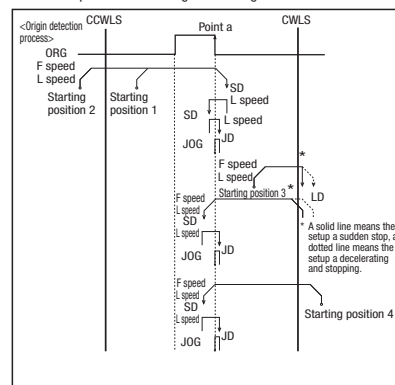 <Origin detection
process>
CCWLS
Point a
CWLS
ORG
F speed
L speed
Starting
position 2
Starting
position 1
SD
L speed
SD
L speed
JOG
JD
F speed
L speed
*
Starting position 3
*
LD
F speed
L speed
SD
L speed
JOG
JD
* A solid line means the
setup a sudden stop, a
dotted line means the
setup a decelerating
and stopping.
F speed
L speed
SD
L speed
Starting position 4
JOG
JD